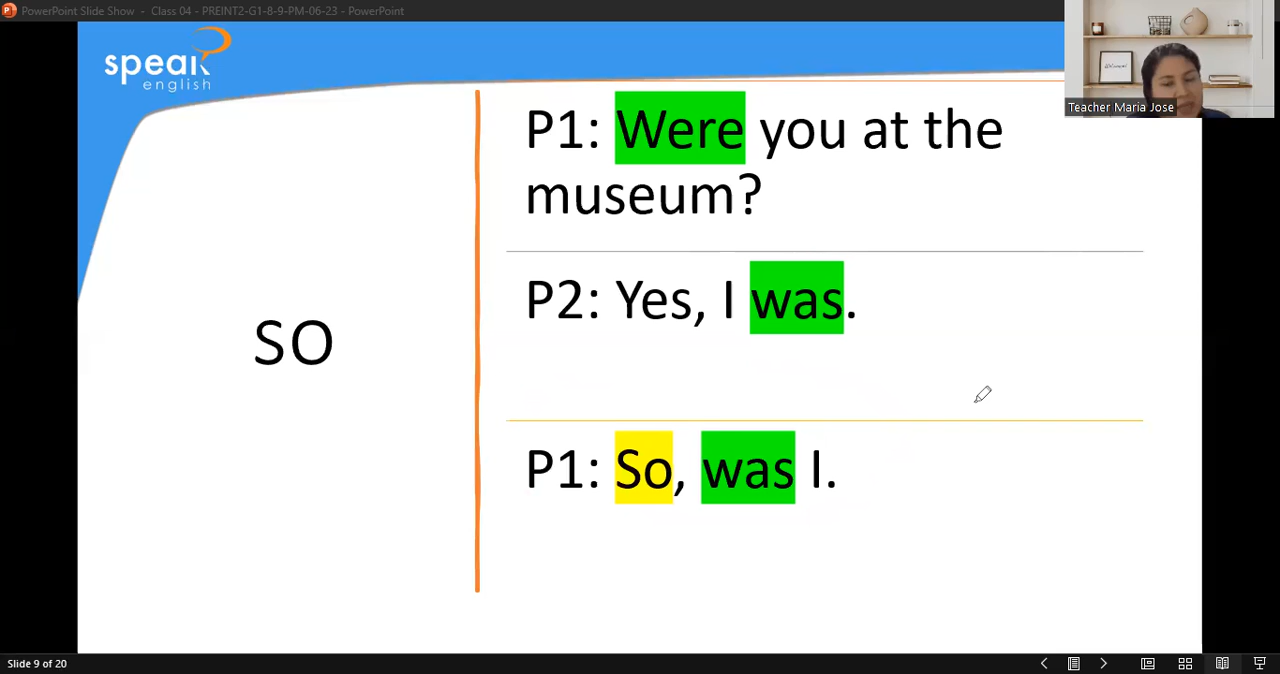 PowerPoint Slide Show - Class 04 - PREINT2-G1-8-9-PM-06-23 - PowerPoint
speak
english
Teacher Maria Jose
P1: Were you at the
museum?
P2: Yes, I was.
SO
P1: So, was I.
Slide 9 of 20